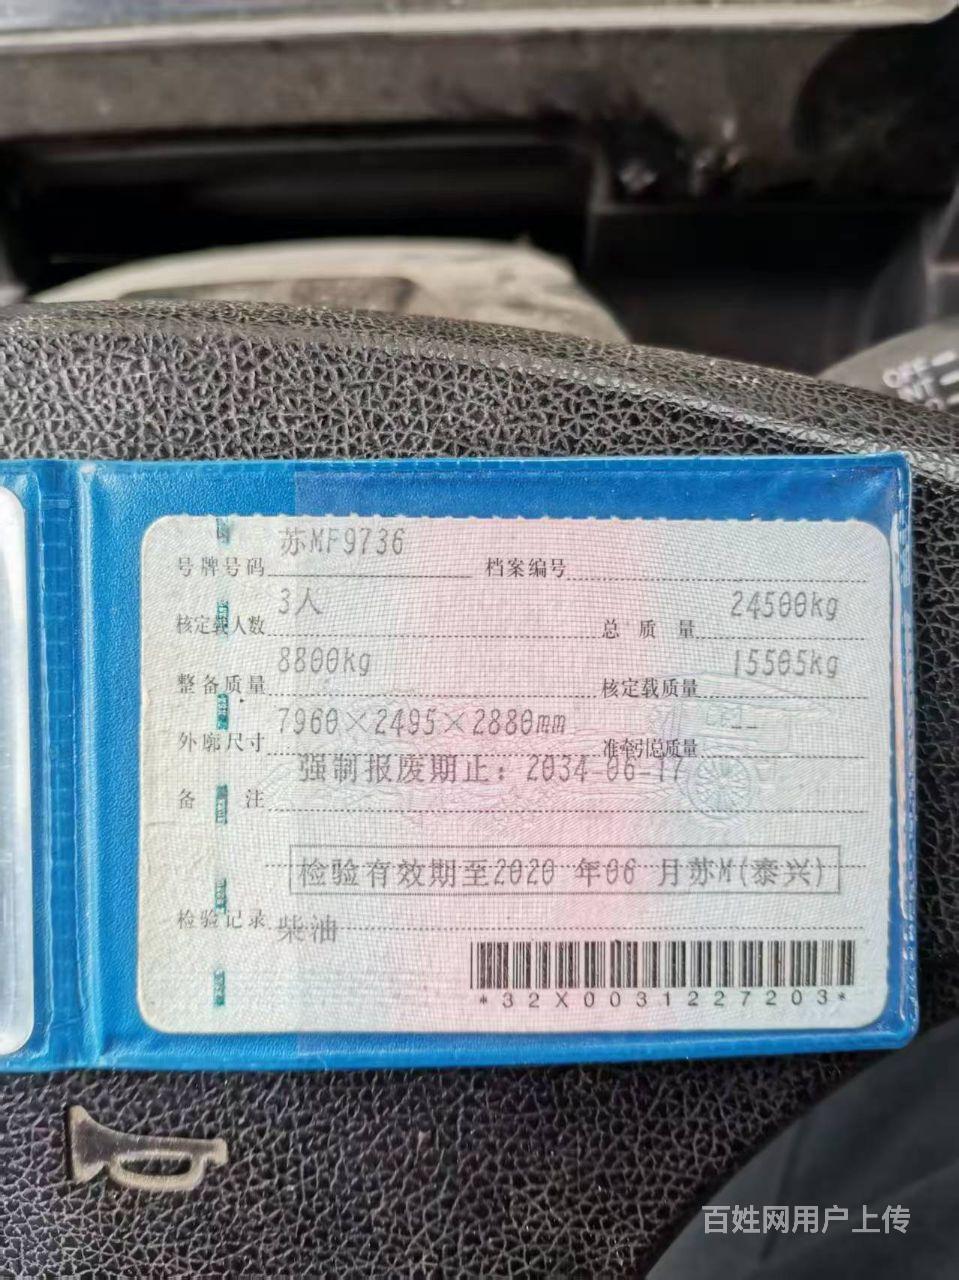 号牌号码 苏MF9736 档案编号
核定载人数 3人 总质量 24500kg
整备质量 8800kg 核定载质量 15505kg
外廓尺寸 7960×2495×2880mm 准牵引总质量 --
备注 强制报废期止：2034-06-17
检验有效期至2020 年06 月苏M(泰兴)
检验记录 柴油
*32X0031227203*
百姓网用户上传